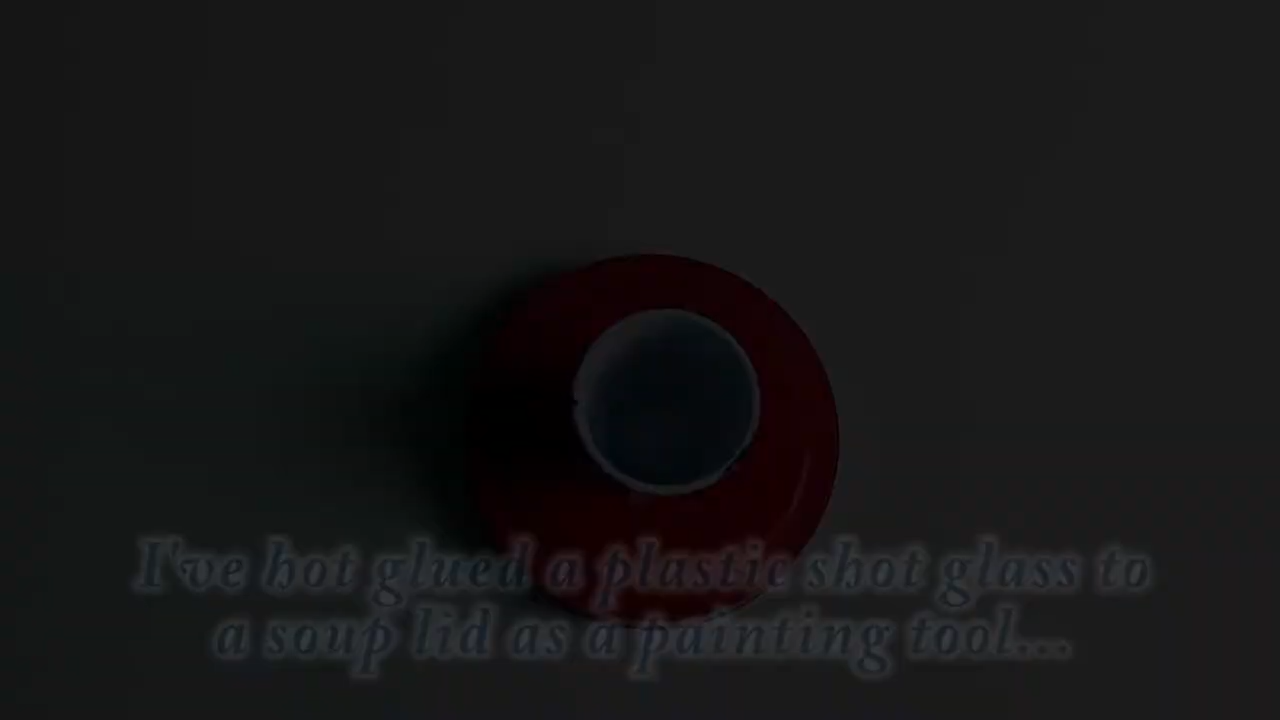 I've hot glued a plastic shot glass to
a soup lid as a painting tool...